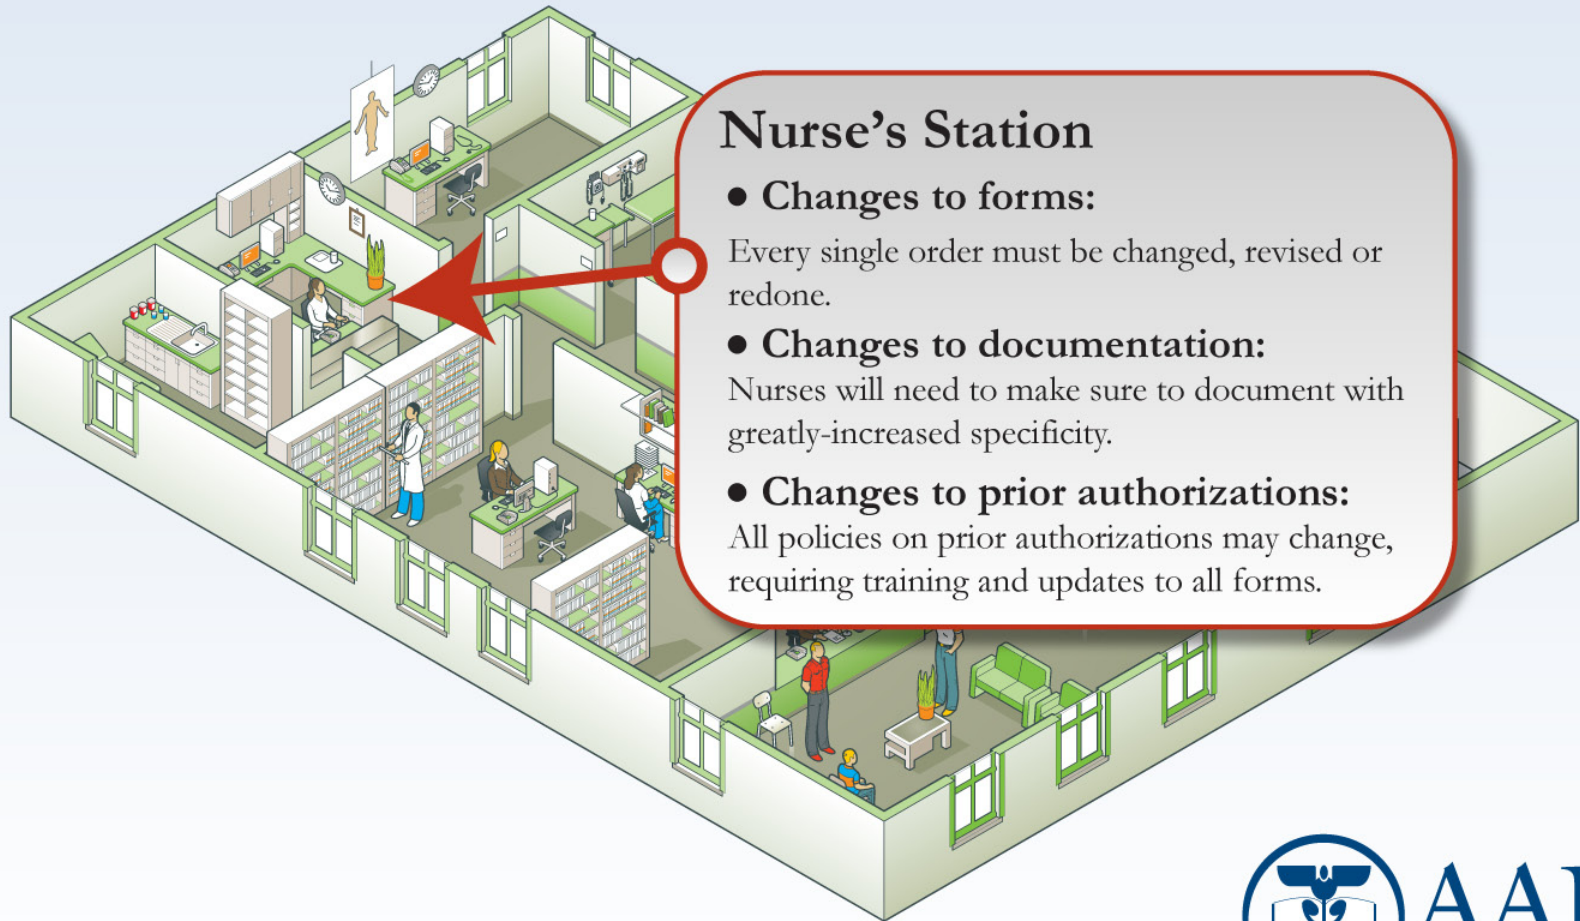 Nurse’s Station
● Changes to forms:
Every single order must be changed, revised or
redone.
● Changes to documentation:
Nurses will need to make sure to document with
greatly-increased specificity.
● Changes to prior authorizations:
All policies on prior authorizations may change,
requiring training and updates to all forms.